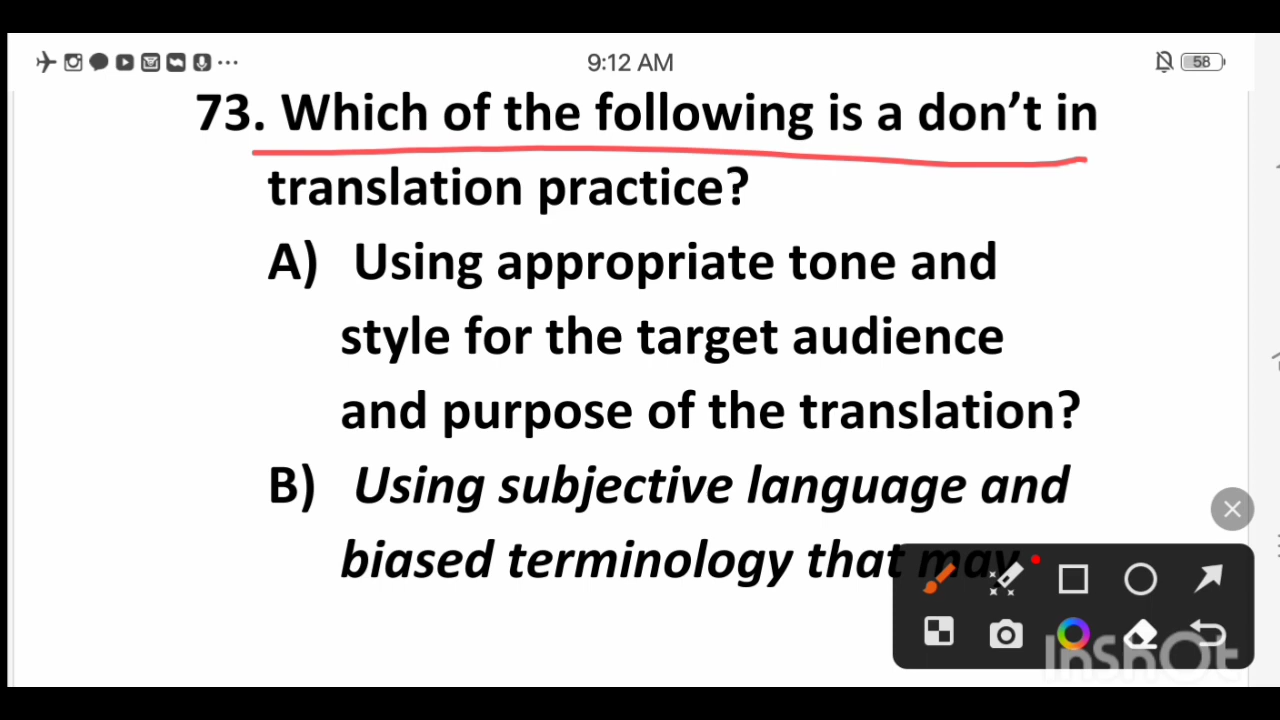 9:12 AM
58
73. Which of the following is a don’t in
translation practice?
A) Using appropriate tone and
style for the target audience
and purpose of the translation?
B) Using subjective language and
biased terminology that may
InShOt